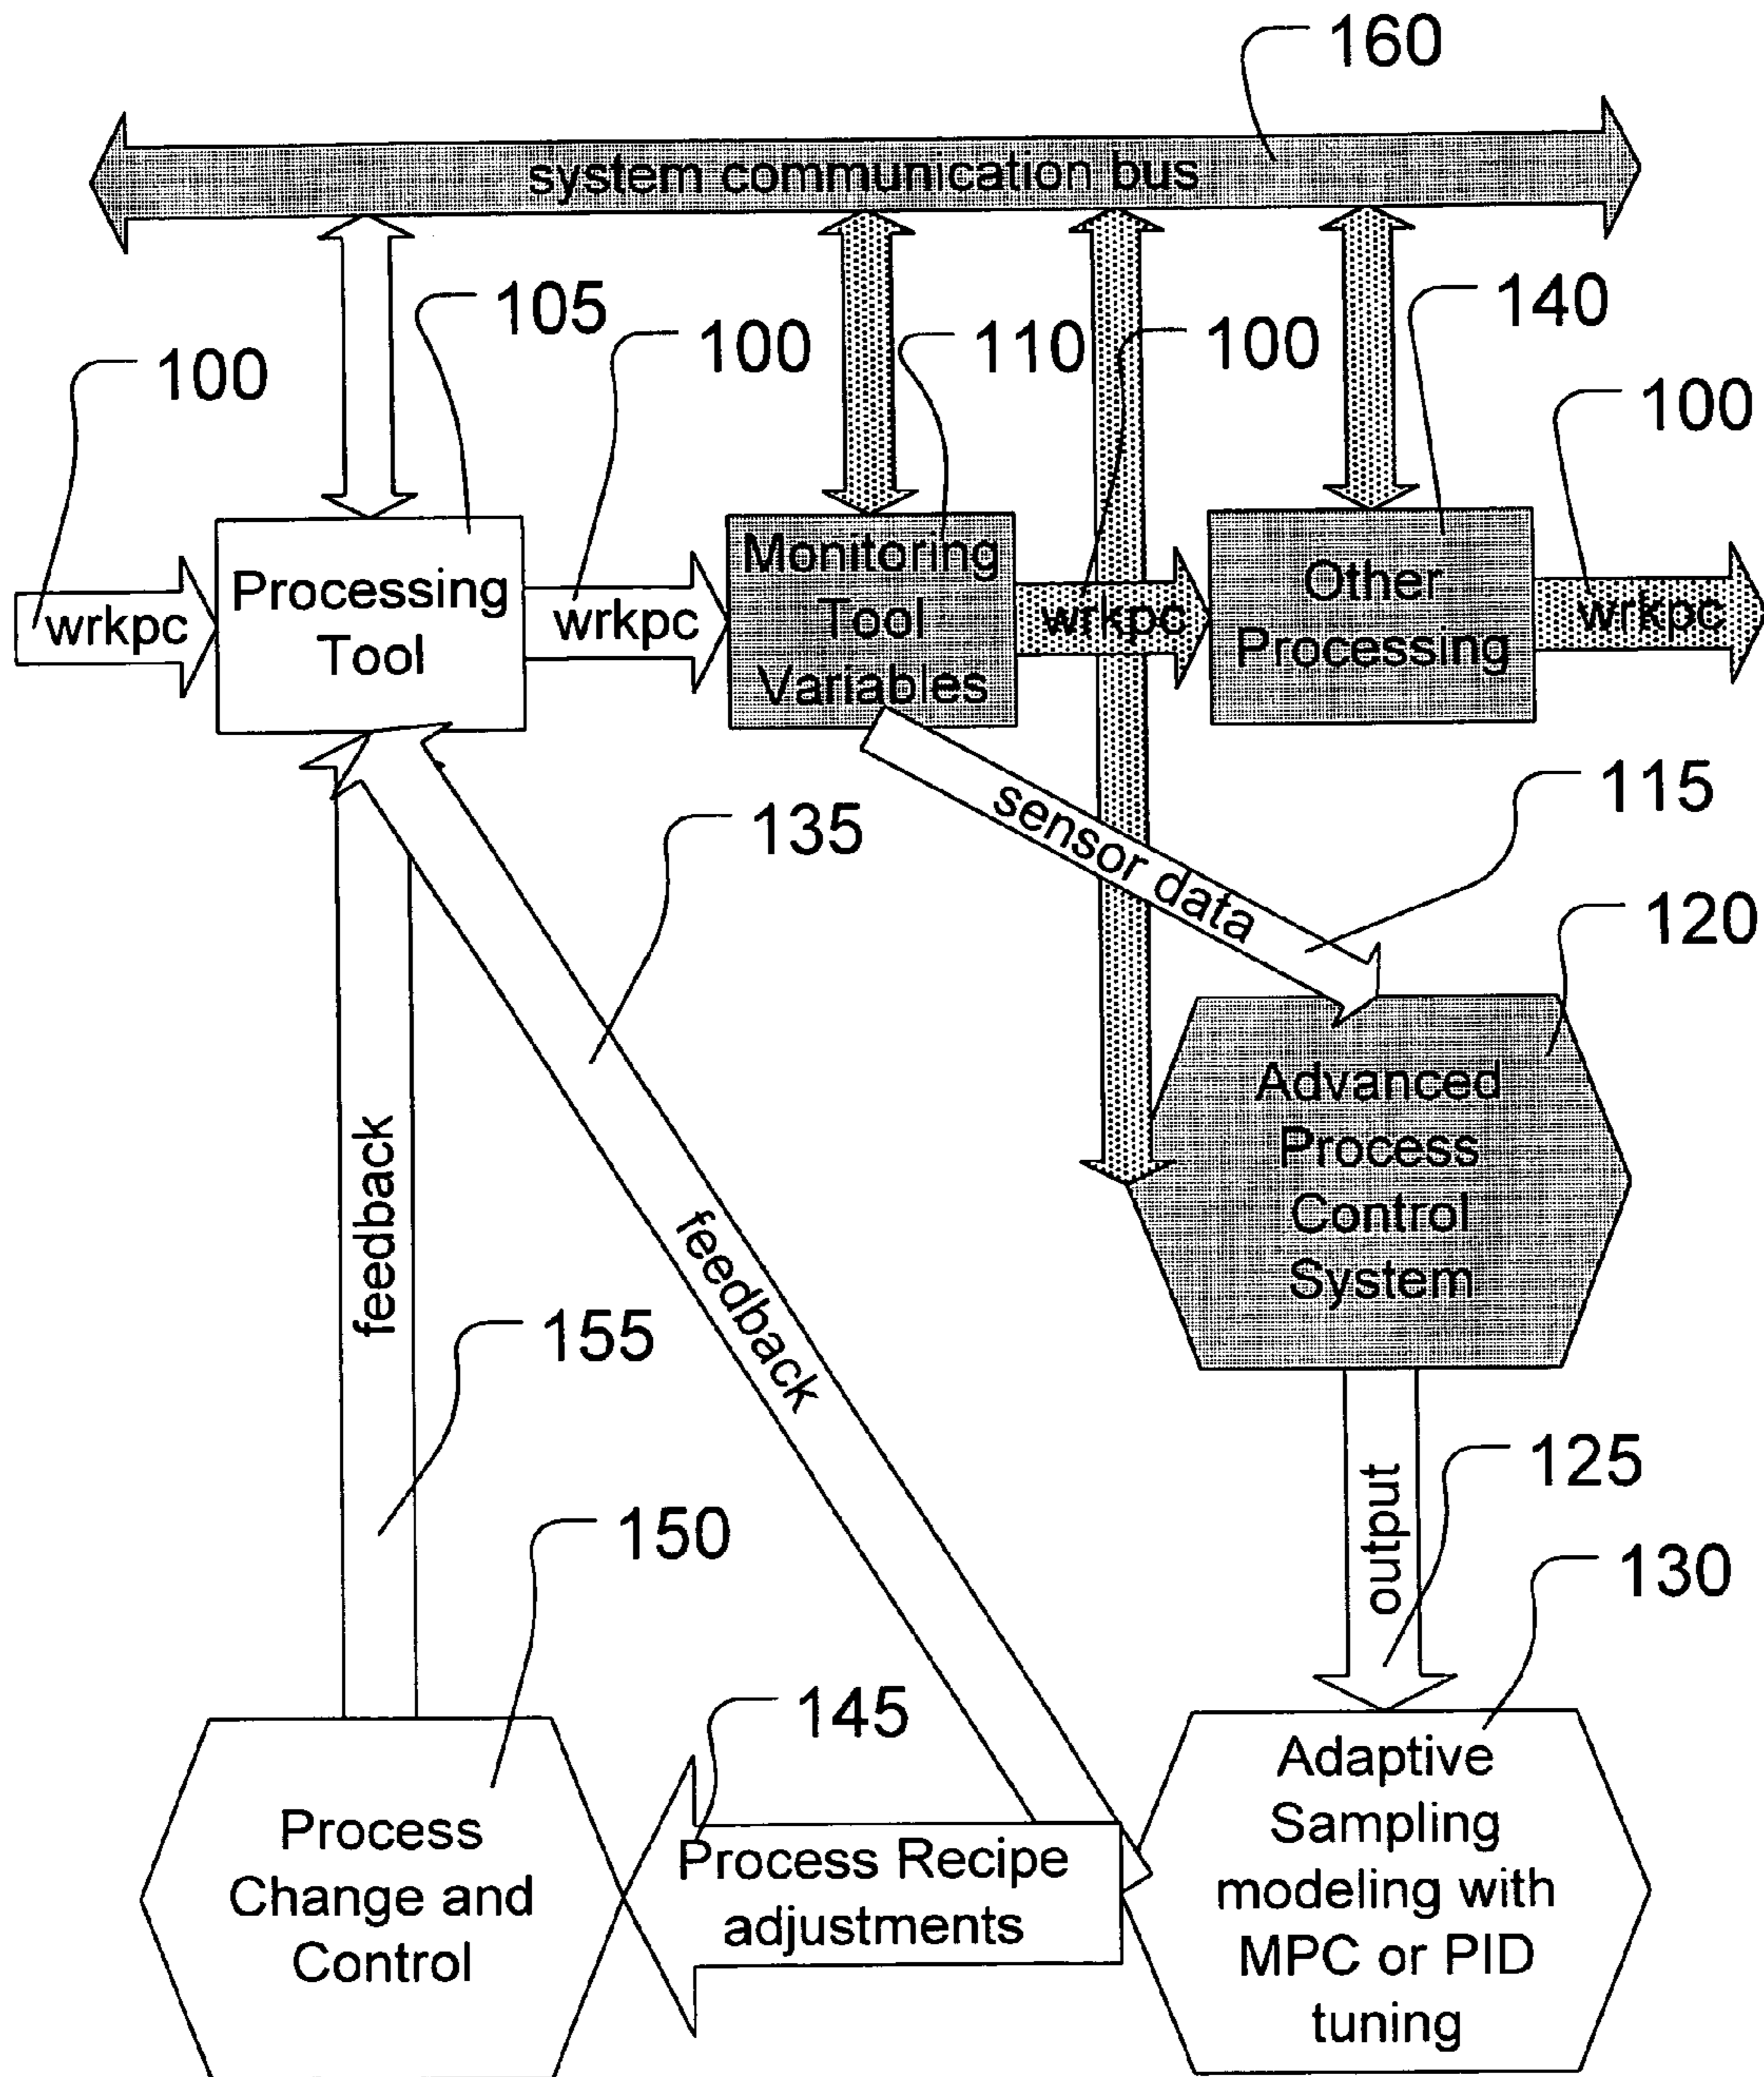 160
system communication bus
105
140
100
100
110
100
100
Processing
Tool
Monitoring
Tool
Variables
Other
Processing
wrkpc
wrkpc
wrkpc
wrkpc
115
sensor data
135
120
Advanced
Process
Control
System
feedback
feedback
155
125
output
150
130
145
Process
Change and
Control
Process Recipe
adjustments
Adaptive
Sampling
modeling with
MPC or PID
tuning